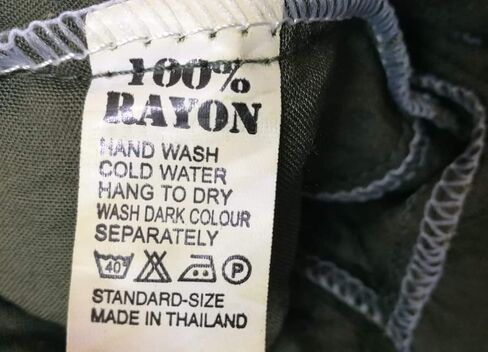 100%
RAYON
HAND WASH
COLD WATER
HANG TO DRY
WASH DARK COLOUR
SEPARATELY
40 P
STANDARD-SIZE
MADE IN THAILAND